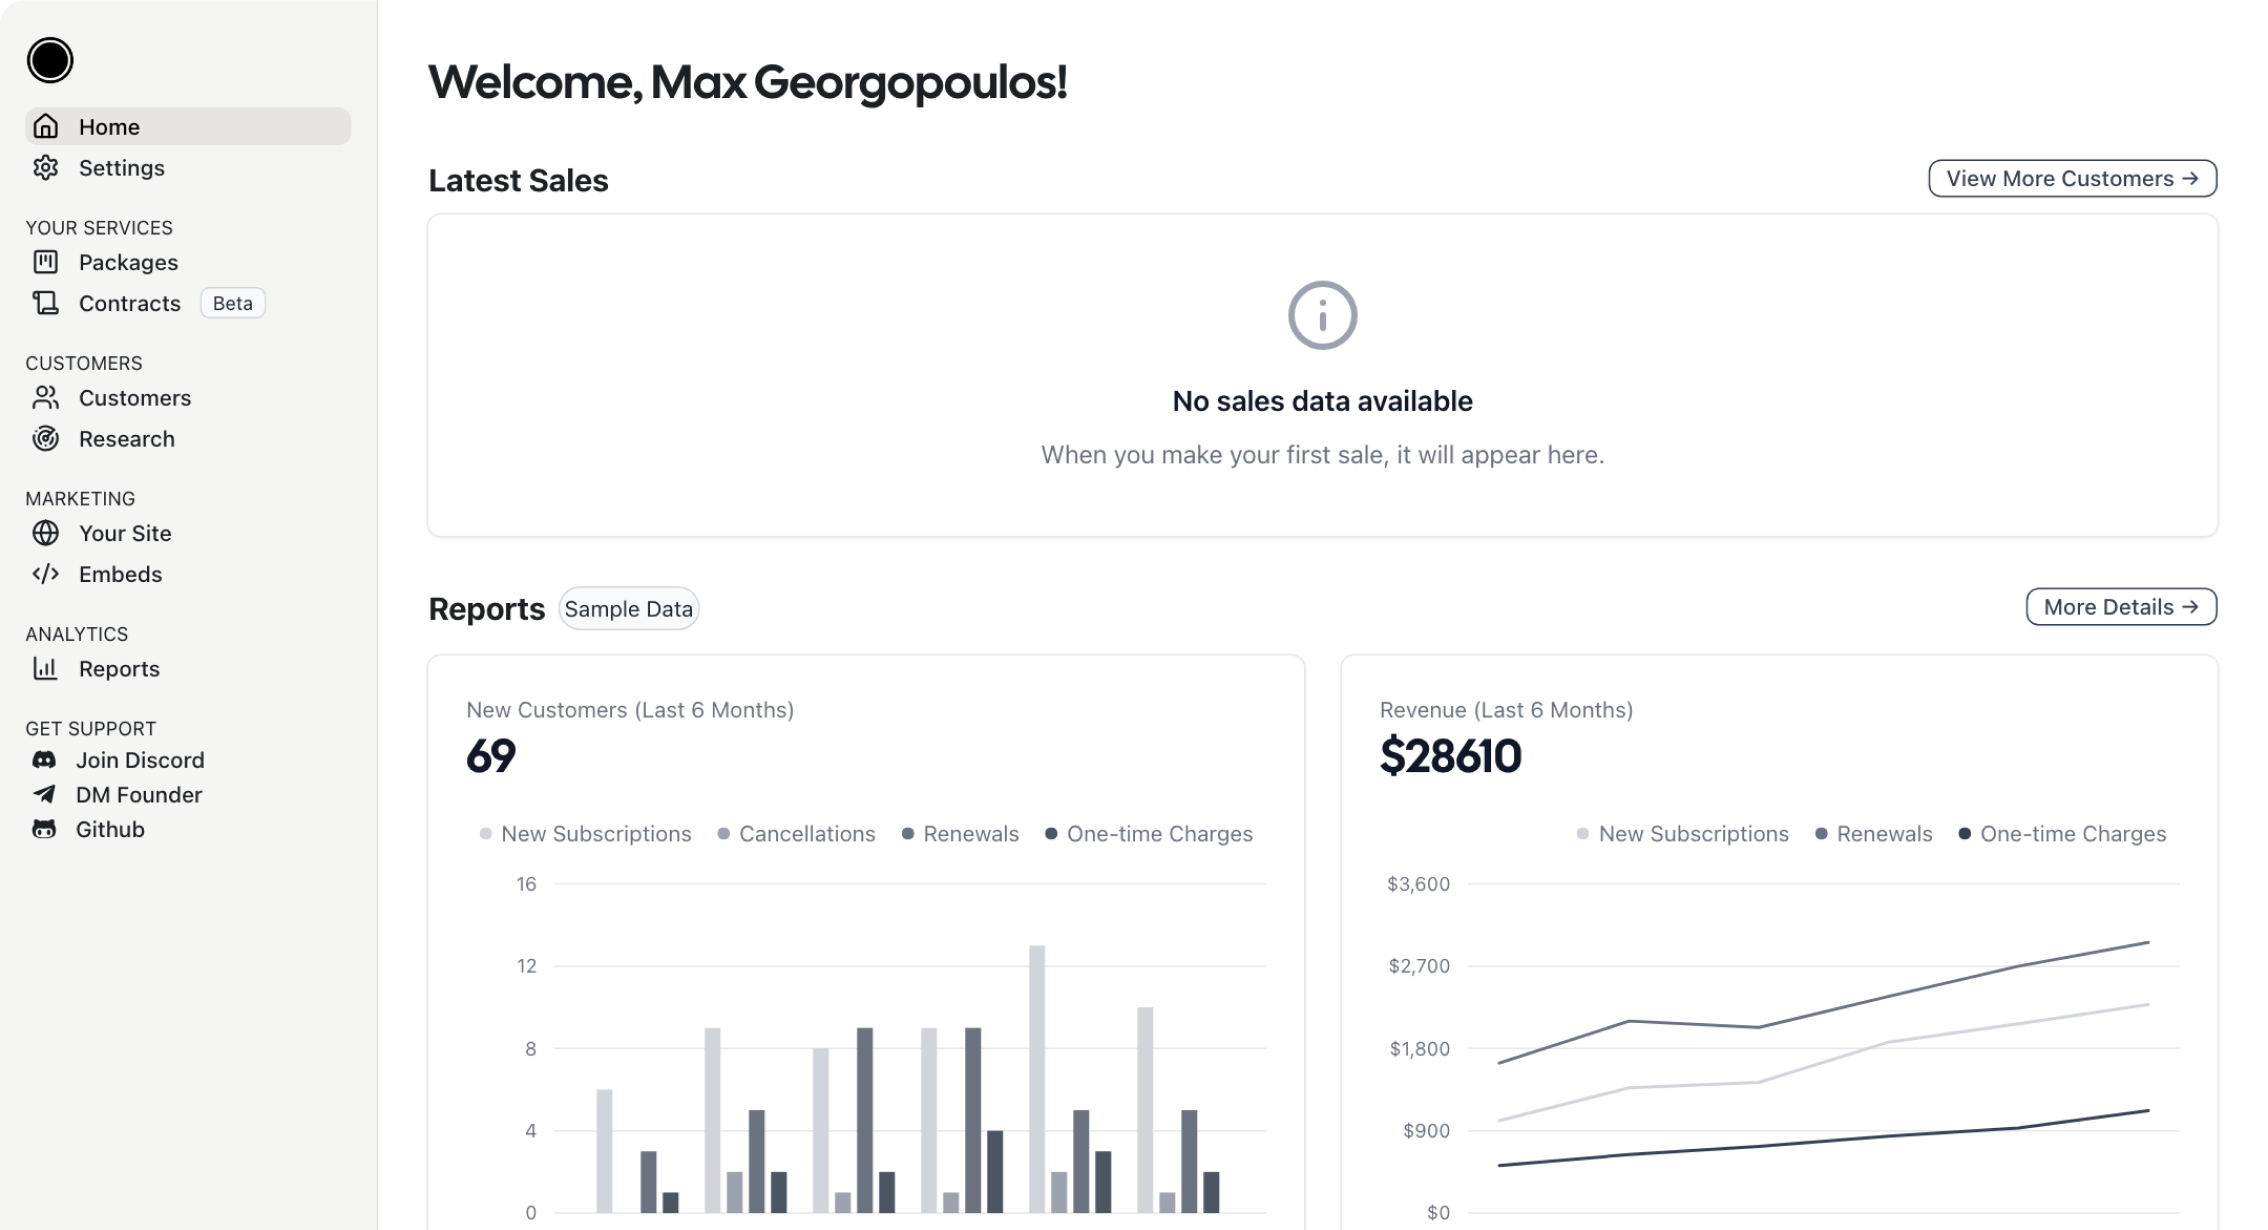 Home
Settings
YOUR SERVICES
Packages
Contracts Beta
CUSTOMERS
Customers
Research
MARKETING
Your Site
Embeds
ANALYTICS
Reports
GET SUPPORT
Join Discord
DM Founder
Github
Welcome, Max Georgopoulos!
Latest Sales
View More Customers →
No sales data available
When you make your first sale, it will appear here.
Reports Sample Data
More Details →
New Customers (Last 6 Months)
69
New Subscriptions Cancellations Renewals One-time Charges
16
12
8
4
0
Revenue (Last 6 Months)
$28610
New Subscriptions Renewals One-time Charges
$3,600
$2,700
$1,800
$900
$0